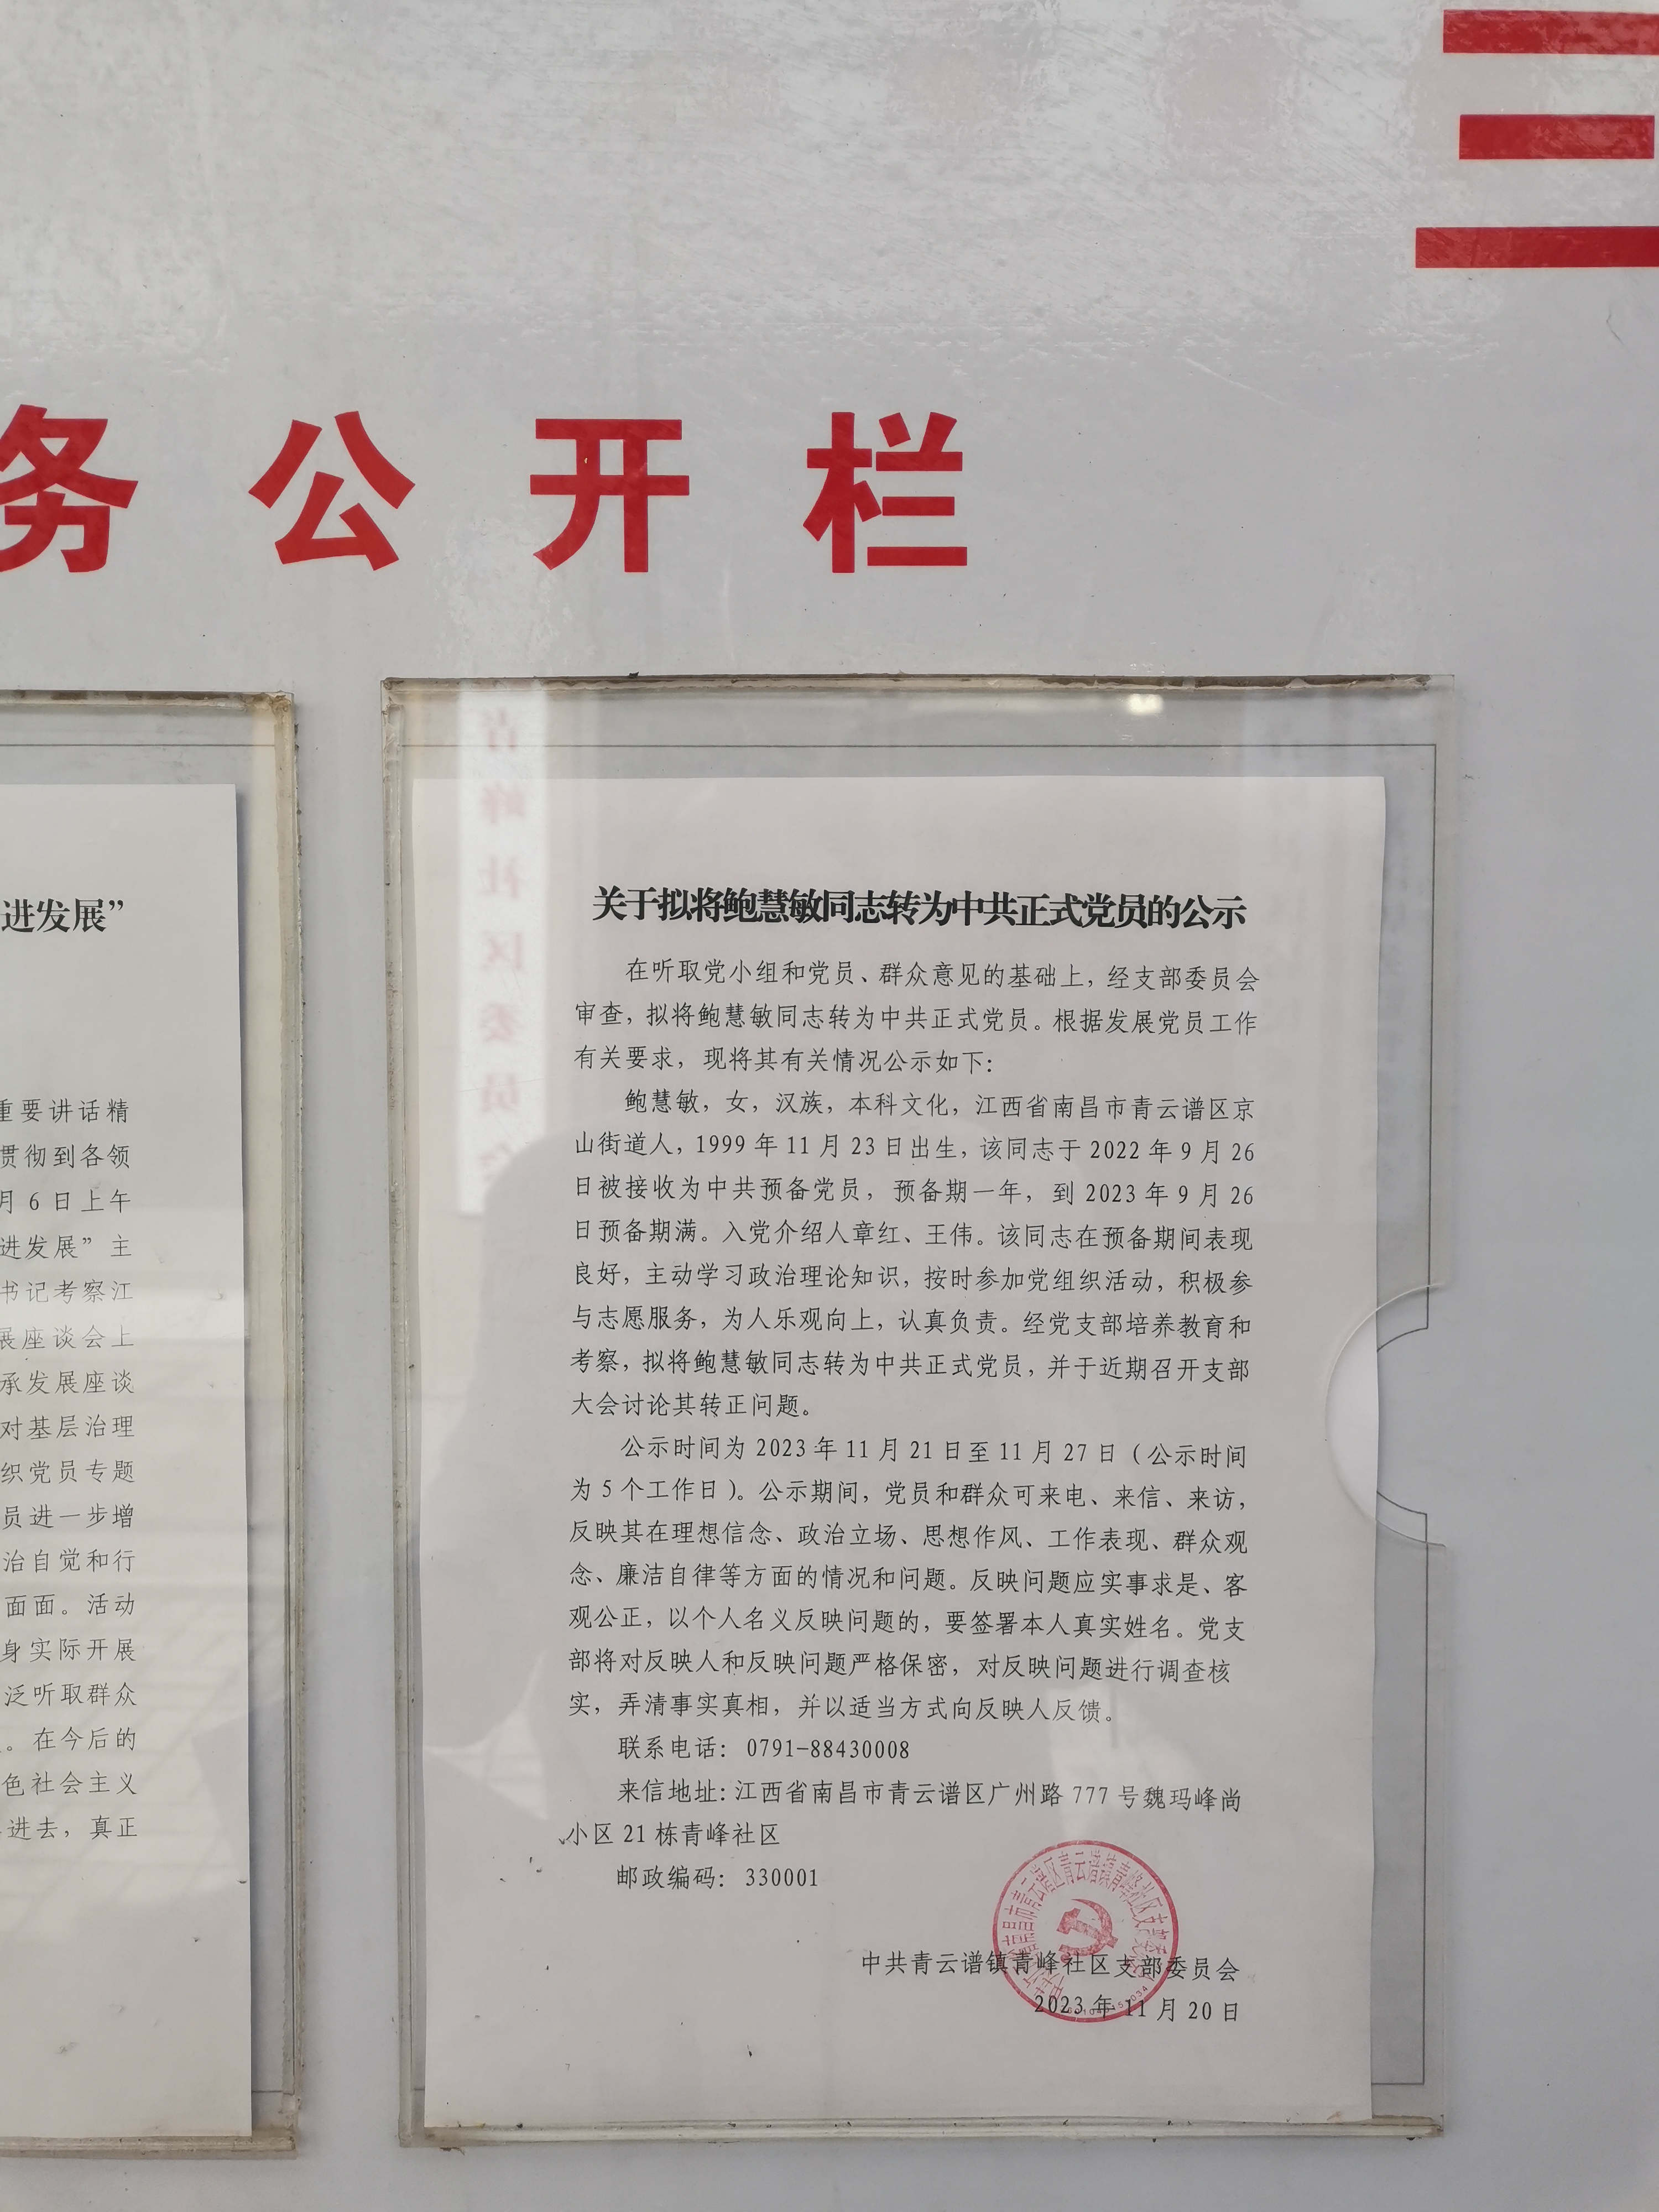 务公开栏
进发展”
重要讲话精
贯彻到各领
月6日上午
进发展”主
书记考察江
展座谈会上
承发展座谈
对基层治理
织党员专题
员进一步增
治自觉和行
面面。活动
身实际开展
泛听取群众
。在今后的
色社会主义
进去，真正
关于拟将鲍慧敏同志转为中共正式党员的公示
在听取党小组和党员、群众意见的基础上，经支部委员会
审查，拟将鲍慧敏同志转为中共正式党员。根据发展党员工作
有关要求，现将其有关情况公示如下：
鲍慧敏，女，汉族，本科文化，江西省南昌市青云谱区京
山街道人，1999年11月23日出生，该同志于2022年9月26
日被接收为中共预备党员，预备期一年，到2023年9月26
日预备期满。入党介绍人章红、王伟。该同志在预备期间表现
良好，主动学习政治理论知识，按时参加党组织活动，积极参
与志愿服务，为人乐观向上，认真负责。经党支部培养教育和
考察，拟将鲍慧敏同志转为中共正式党员，并于近期召开支部
大会讨论其转正问题。
公示时间为2023年11月21日至11月27日（公示时间
为5个工作日）。公示期间，党员和群众可来电、来信、来访，
反映其在理想信念、政治立场、思想作风、工作表现、群众观
念、廉洁自律等方面的情况和问题。反映问题应实事求是、客
观公正，以个人名义反映问题的，要签署本人真实姓名。党支
部将对反映人和反映问题严格保密，对反映问题进行调查核
实，弄清事实真相，并以适当方式向反映人反馈。
联系电话：0791-88430008
来信地址：江西省南昌市青云谱区广州路777号魏玛峰尚
小区21栋青峰社区
邮政编码：330001
中共青云谱镇青峰社区支部委员会
2023年11月20日